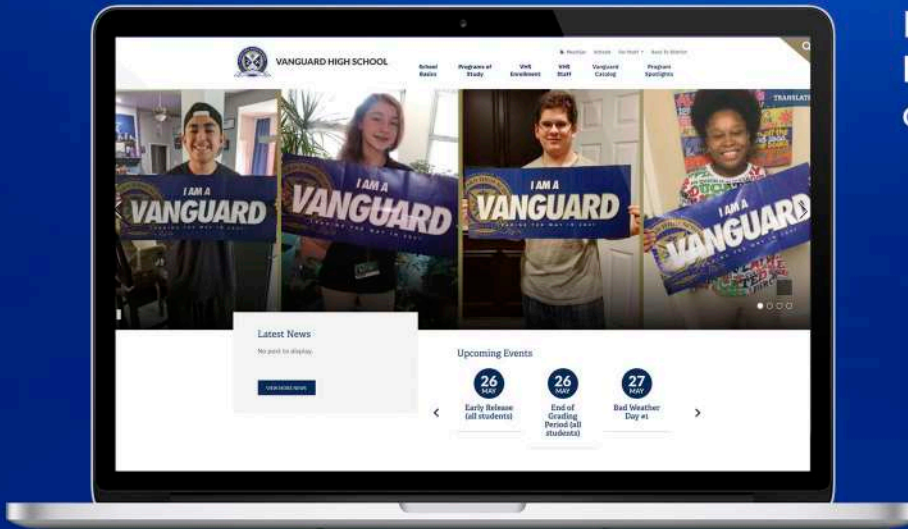 VANGUARD HIGH SCHOOL
School
Basics
Programs of
Study
VHS
Enrollment
VHS
Staff
Vanguard
Catalog
Program
Spotlights
TRANSLATE
I AM A
VANGUARD
I AM A
VANGUARD
I AM A
VANGUARD
I AM A
VANGUARD
Latest News
No post to display.
VIEW MORE NEWS
Upcoming Events
26
MAY
Early Release
(all students)
26
MAY
End of
Grading
Period (all
students)
27
MAY
Bad Weather
Day #1